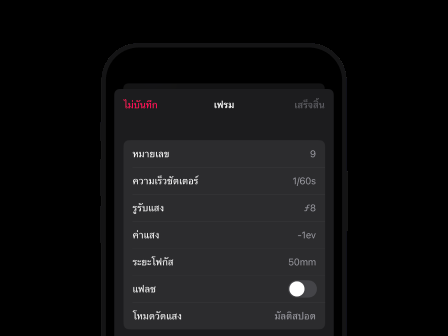 ไม่บันทึก เฟรม เสร็จสิ้น
หมายเลข 9
ความเร็วชัตเตอร์ 1/60s
รูรับแสง ƒ8
ค่าแสง -1ev
ระยะโฟกัส 50mm
แฟลช
โหมดวัดแสง มัลติสปอต